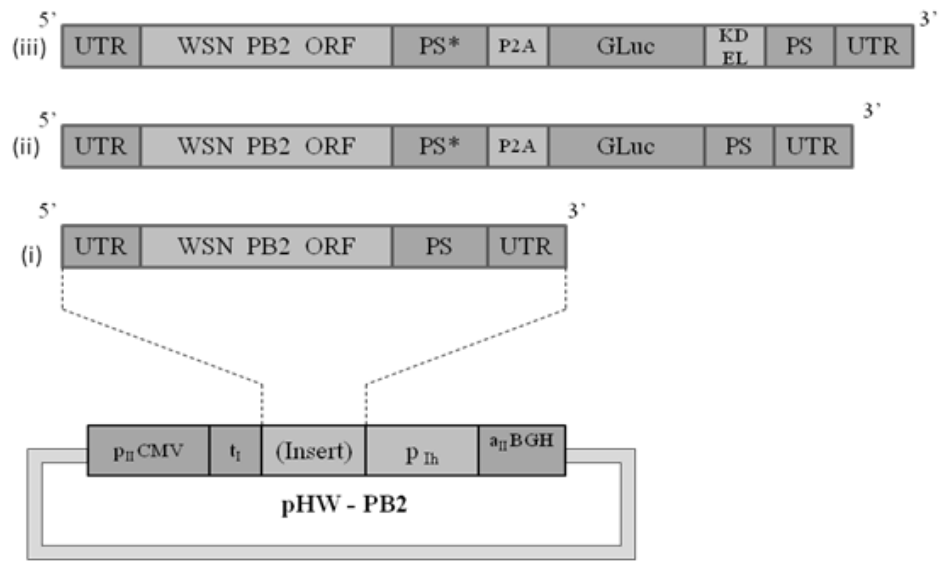 5` 3`
(iii) UTR WSN PB2 ORF PS* P2A GLuc KD EL PS UTR
5` 3`
(ii) UTR WSN PB2 ORF PS* P2A GLuc PS UTR
5` 3`
(i) UTR WSN PB2 ORF PS UTR
pIICMV tI (Insert) p Ih aIIBGH
pHW - PB2